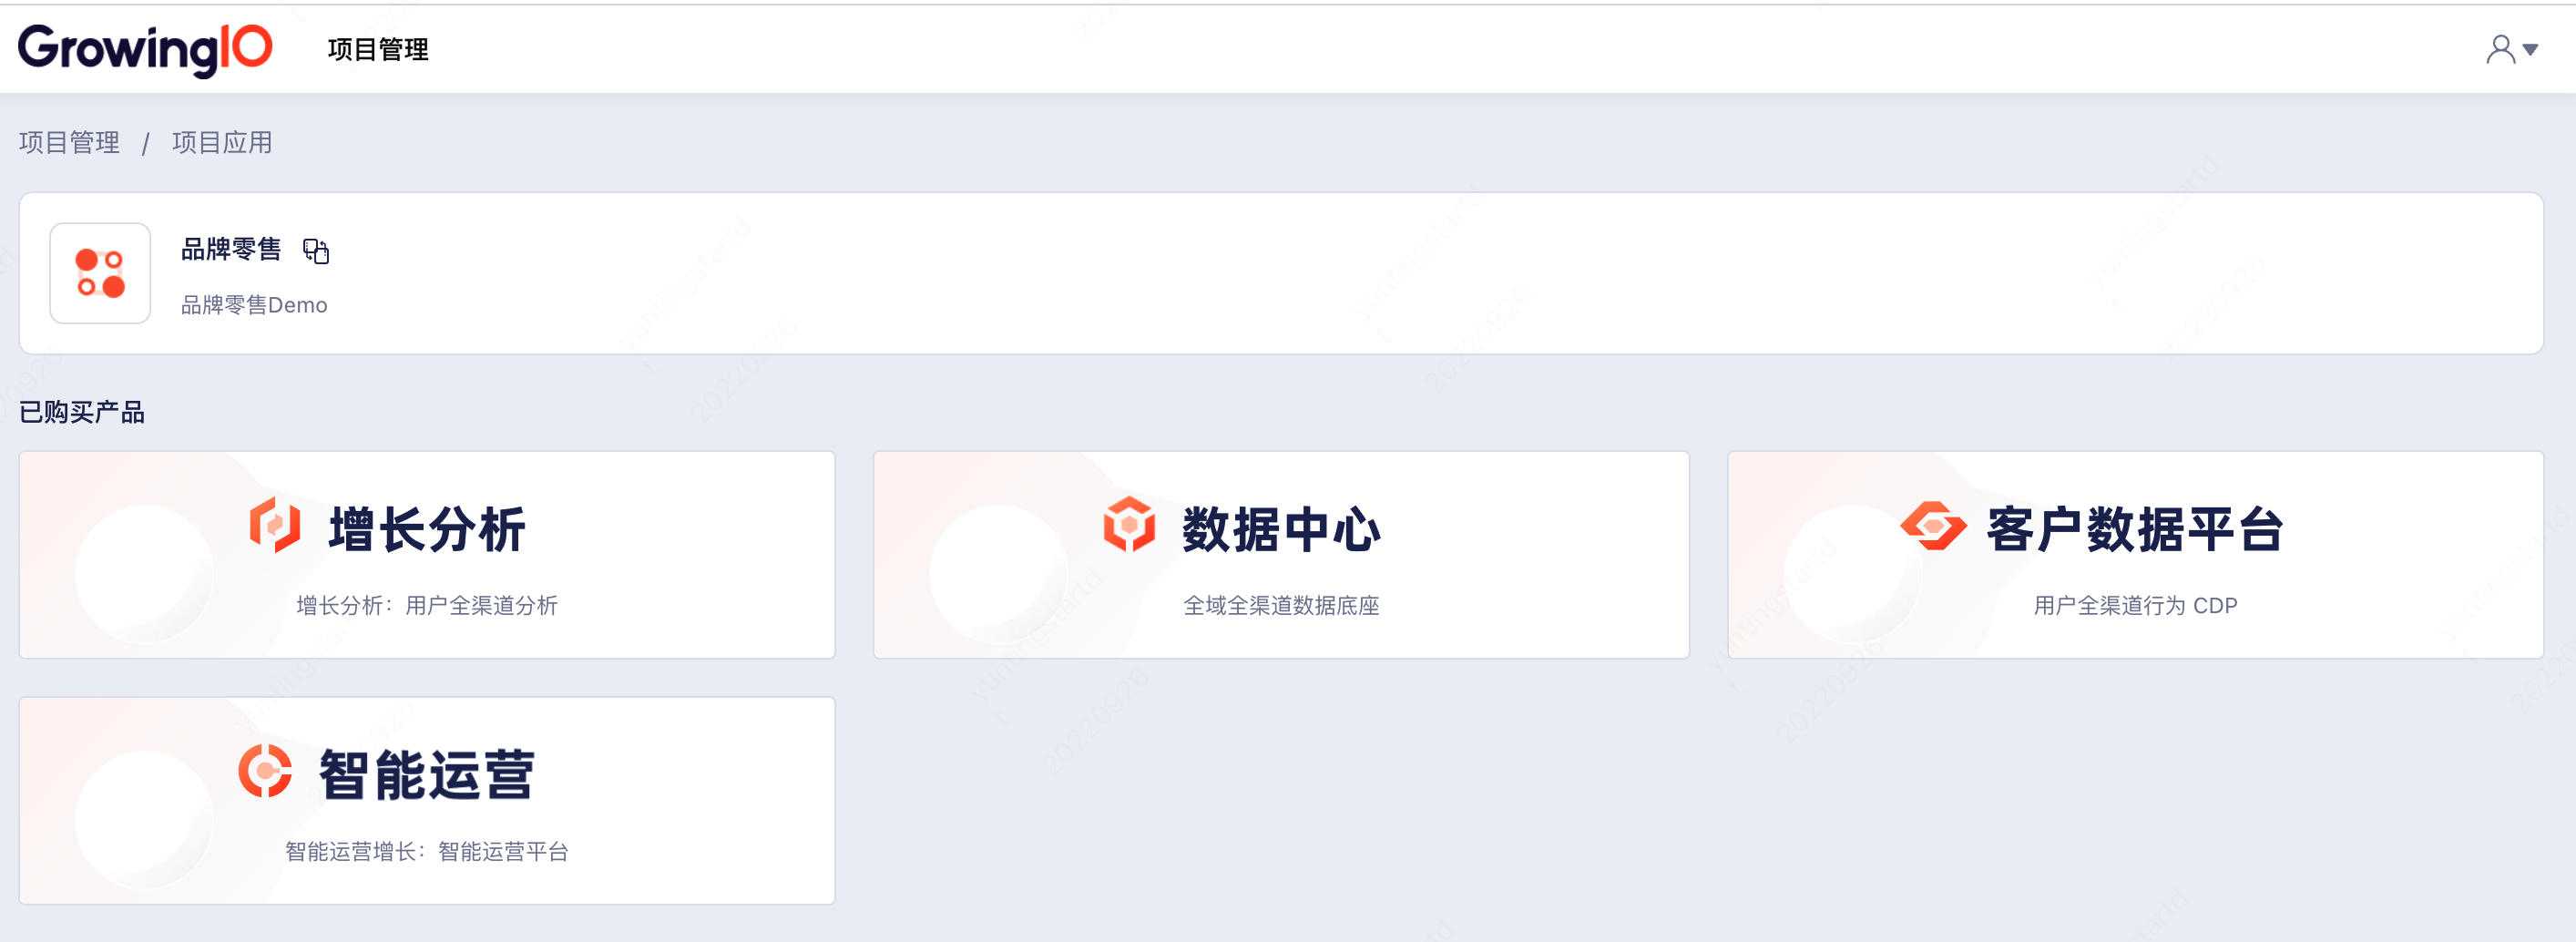 GrowingIO 项目管理
项目管理 / 项目应用
品牌零售
品牌零售Demo
已购买产品
增长分析
增长分析：用户全渠道分析
数据中心
全域全渠道数据底座
客户数据平台
用户全渠道行为 CDP
智能运营
智能运营增长：智能运营平台
yuntingstartd
t
20220926